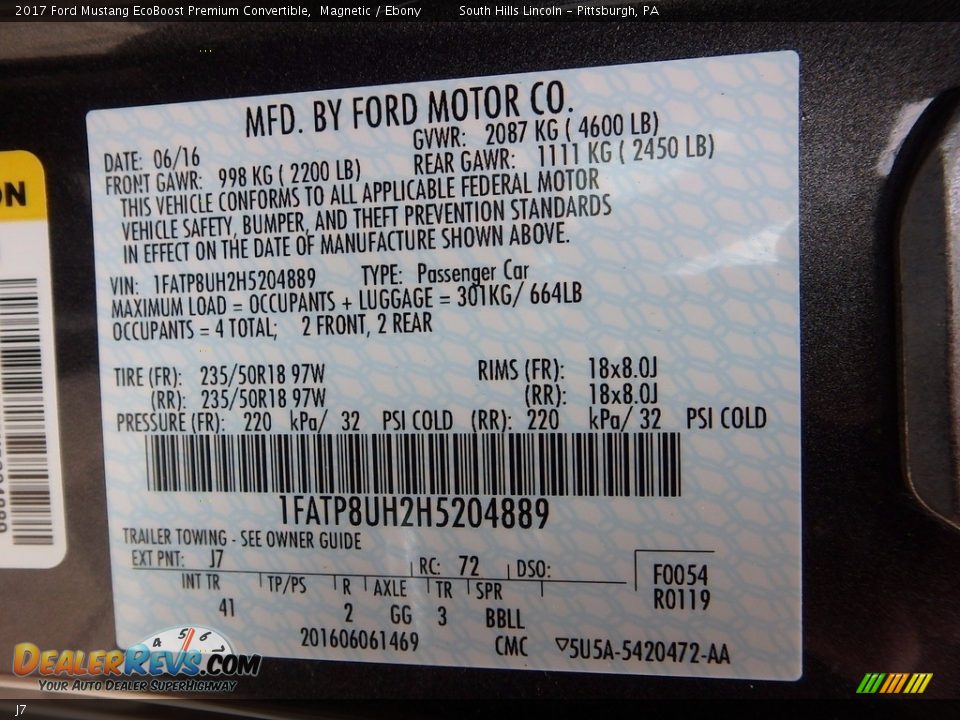 2017 Ford Mustang EcoBoost Premium Convertible, Magnetic / Ebony South Hills Lincoln - Pittsburgh, PA
ON
MFD. BY FORD MOTOR CO.
DATE: 06/16 GVWR: 2087 KG ( 4600 LB)
FRONT GAWR: 998 KG ( 2200 LB) REAR GAWR: 1111 KG ( 2450 LB)
THIS VEHICLE CONFORMS TO ALL APPLICABLE FEDERAL MOTOR
VEHICLE SAFETY, BUMPER, AND THEFT PREVENTION STANDARDS
IN EFFECT ON THE DATE OF MANUFACTURE SHOWN ABOVE.
VIN: 1FATP8UH2H5204889 TYPE: Passenger Car
MAXIMUM LOAD = OCCUPANTS + LUGGAGE = 301KG/ 664LB
OCCUPANTS = 4 TOTAL; 2 FRONT, 2 REAR
TIRE (FR): 235/50R18 97W RIMS (FR): 18x8.0J
(RR): 235/50R18 97W (RR): 18x8.0J
PRESSURE (FR): 220 kPa/ 32 PSI COLD (RR): 220 kPa/ 32 PSI COLD
1FATP8UH2H5204889
TRAILER TOWING - SEE OWNER GUIDE
EXT PNT: J7 RC: 72 DSO:
INT TR TP/PS R AXLE TR SPR
41 2 GG 3 BBLL
F0054
R0119
201606061469 CMC 5U5A-5420472-AA
4 5 6
DEALERREVS.COM
YOUR AUTO DEALER SUPERHIGHWAY
J7